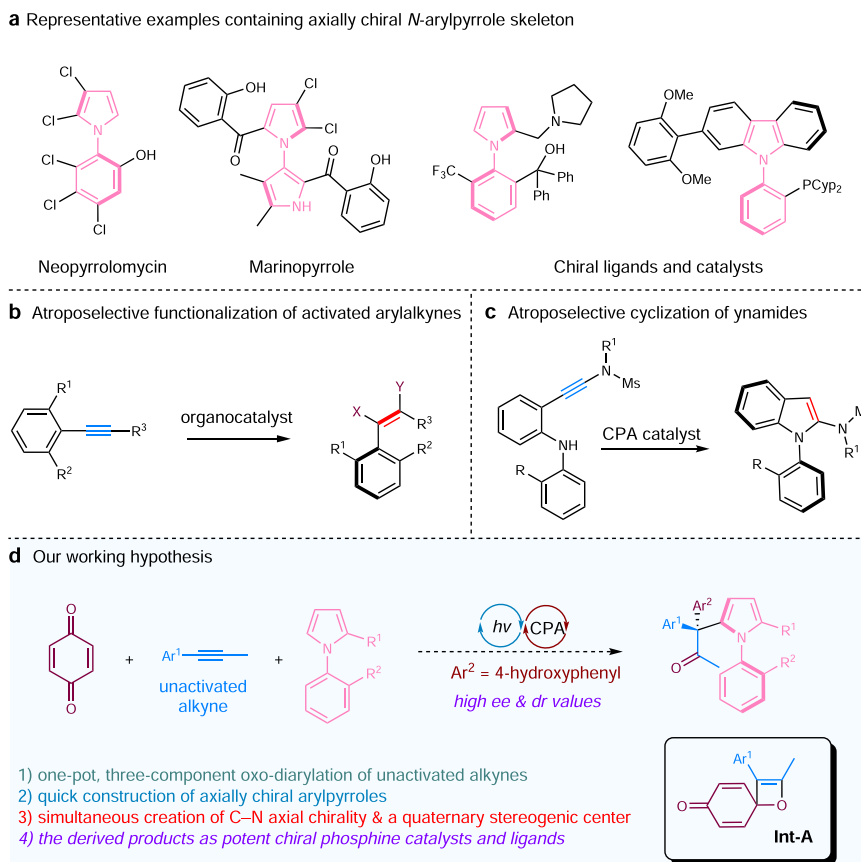 a Representative examples containing axially chiral N-arylpyrrole skeleton
Cl
Cl
N
Cl
OH
Cl
Cl
Neopyrrolomycin
OH
Cl
Cl
N
O
O
OH
NH
Marinopyrrole
N
N
F3C
OH
Ph
Ph
OMe
OMe
N
PCyp2
Chiral ligands and catalysts
b Atroposelective functionalization of activated arylalkynes
R1
R3
R2
organocatalyst
Y
X
R3
R1
R2
c Atroposelective cyclization of ynamides
R1
N
Ms
NH
R
CPA catalyst
N
M
N
R1
R
d Our working hypothesis
O
O
+
Ar1
unactivated
alkyne
+
N
R1
R2
hv
CPA
Ar2 = 4-hydroxyphenyl
high ee & dr values
Ar2
Ar1
R1
N
O
R2
1) one-pot, three-component oxo-diarylation of unactivated alkynes
2) quick construction of axially chiral arylpyrroles
3) simultaneous creation of C–N axial chirality & a quaternary stereogenic center
4) the derived products as potent chiral phosphine catalysts and ligands
Ar1
O
O
Int-A